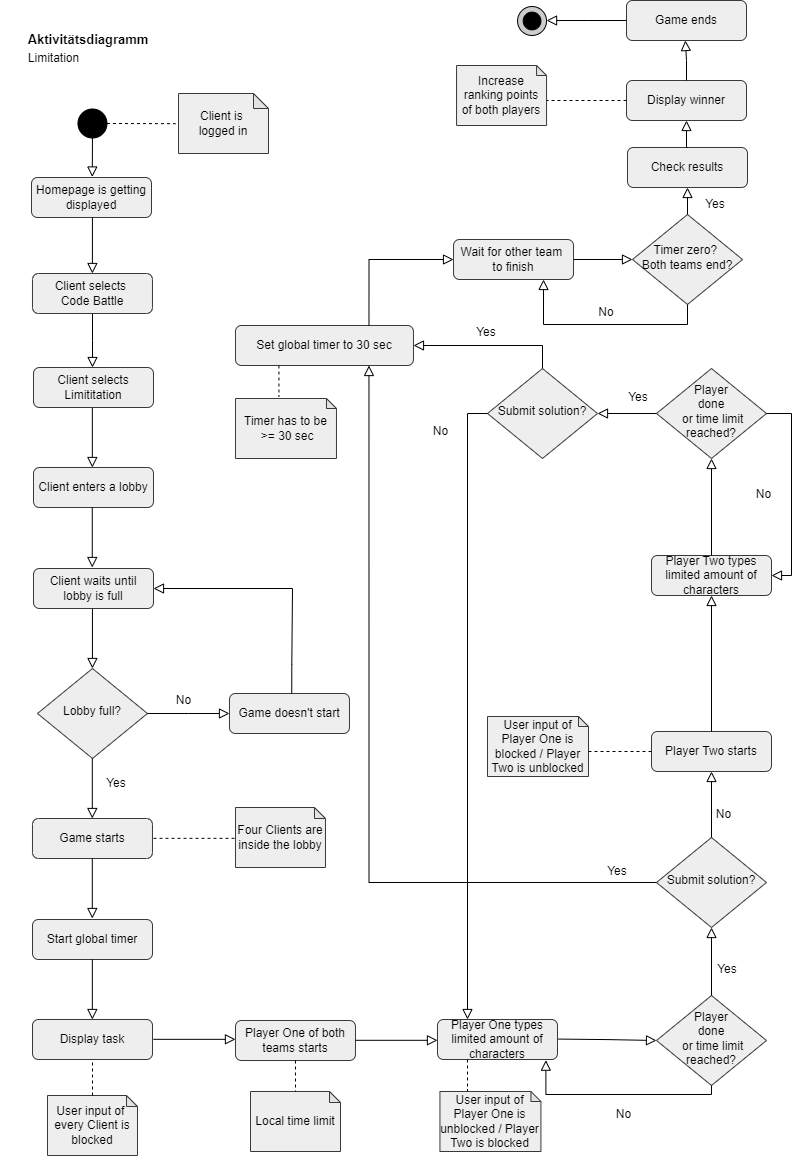 Aktivitätsdiagramm
Limitation
Client is
logged in
Homepage is getting
displayed
Client selects
Code Battle
Client selects
Limititation
Client enters a lobby
Client waits until
lobby is full
Lobby full?
No
Game doesn't start
Yes
Game starts
Four Clients are
inside the lobby
Start global timer
Display task
User input of
every Client is
blocked
Player One of both
teams starts
Local time limit
Player One types
limited amount of
characters
User input of
Player One is
unblocked / Player
Two is blocked
Player
done
or time limit
reached?
No
Yes
Submit solution?
Yes
No
Player Two starts
User input of
Player One is
blocked / Player
Two is unblocked
Player Two types
limited amount of
characters
Player
done
or time limit
reached?
No
Yes
Submit solution?
No
Yes
Set global timer to 30 sec
Timer has to be
>= 30 sec
Wait for other team
to finish
Timer zero?
Both teams end?
No
Yes
Check results
Display winner
Increase
ranking points
of both players
Game ends